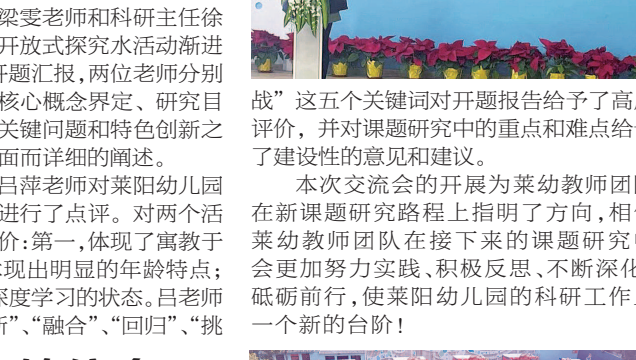 梁雯老师和科研主任徐
开放式探究水活动渐进
开题汇报,两位老师分别
核心概念界定、研究目
关键问题和特色创新之
面而详细的阐述。
吕萍老师对莱阳幼儿园
进行了点评。对两个活
价:第一,体现了寓教于
现出明显的年龄特点;
深度学习的状态。吕老师
新”、“融合”、“回归”、“挑
战”这五个关键词对开题报告给予了高
评价，并对课题研究中的重点和难点给
了建设性的意见和建议。
本次交流会的开展为莱幼教师团
在新课题研究路程上指明了方向,相
莱幼教师团队在接下来的课题研究
会更加努力实践、积极反思、不断深化
砥砺前行,使莱阳幼儿园的科研工作
一个新的台阶!